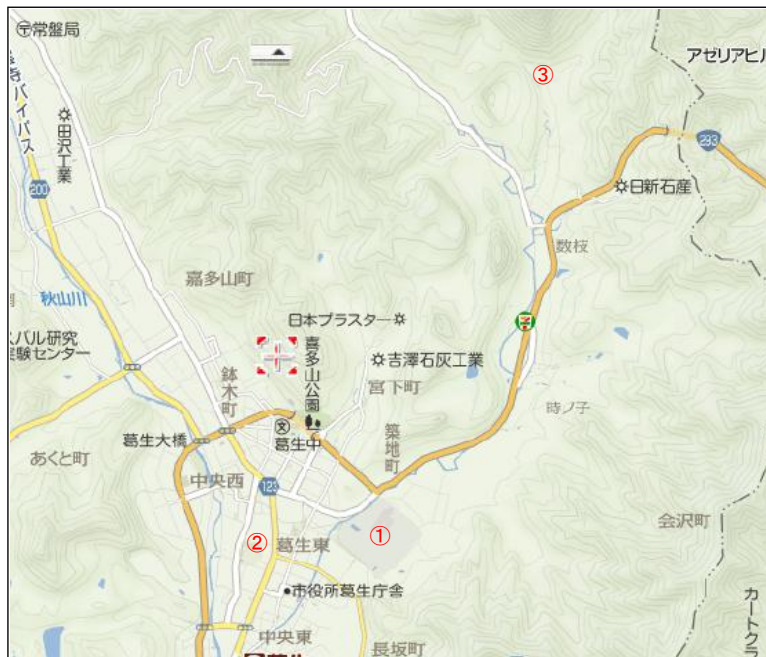 〒常盤局
③
アゼリアヒル
バイパス
田沢工業
293
200
日新石産
数枝
嘉多山町
秋山川
日本プラスター
スバル研究
実験センター
喜多山公園
吉澤石灰工業
鉢木町
宮下町
時ノ子
文
葛生大橋
葛生中
築地町
あくと町
中央西
123
会沢町
①
②
葛生東
市役所葛生庁舎
カートクラ
中央東
長坂町